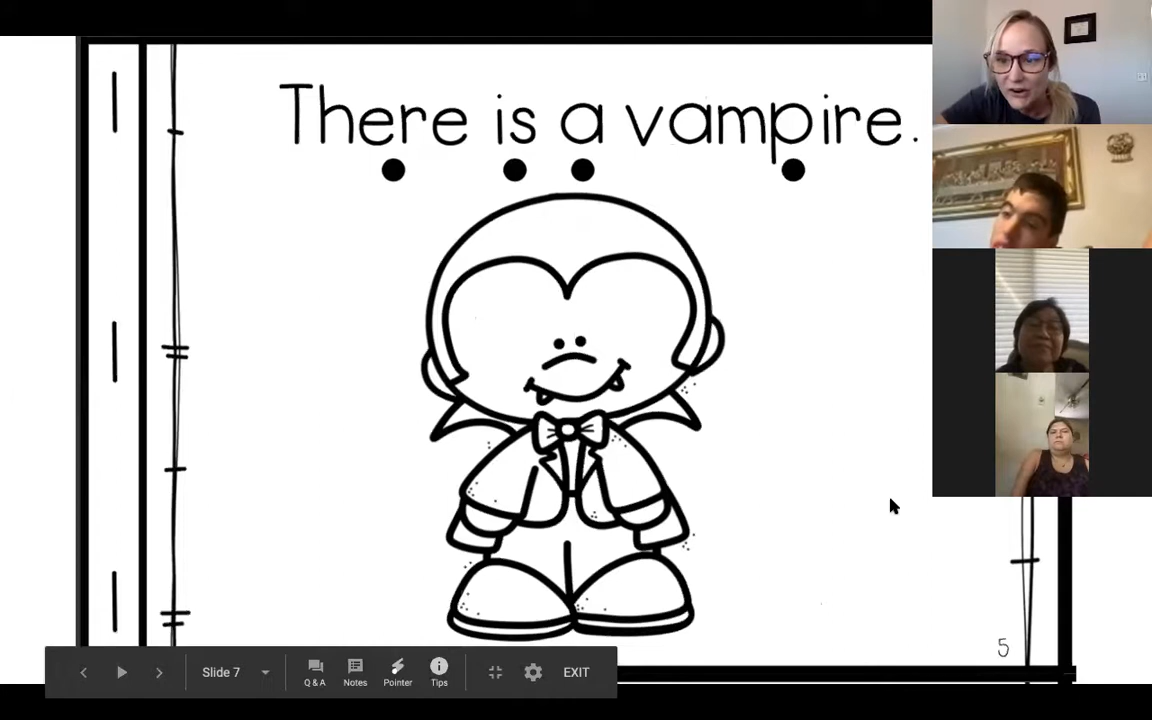 There is a vampire.
5
Slide 7
Q & A
Notes
Pointer
Tips
EXIT